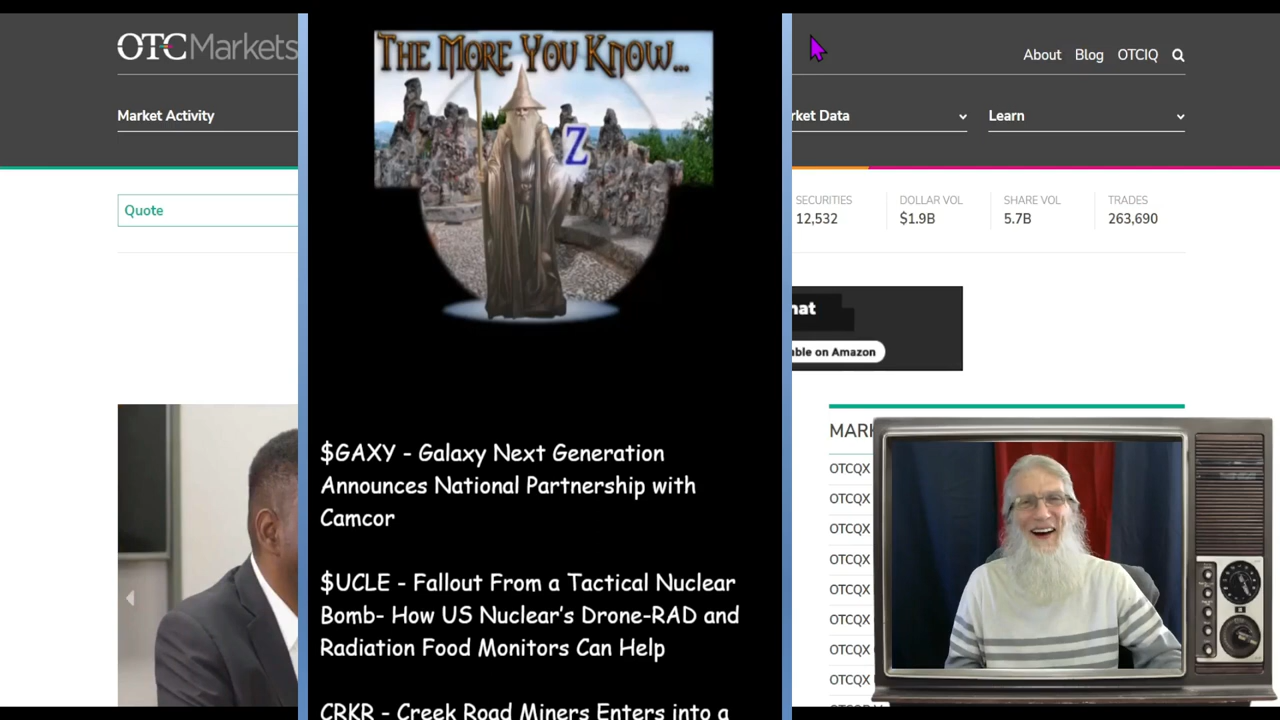 OTCMarkets
About
Blog
OTCIQ
Market Activity
rket Data
Learn
Quote
SECURITIES
12,532
DOLLAR VOL
$1.9B
SHARE VOL
5.7B
TRADES
263,690
THE MORE YOU KNOW...
Z
$GAXY - Galaxy Next Generation
Announces National Partnership with
Camcor
$UCLE - Fallout From a Tactical Nuclear
Bomb- How US Nuclear's Drone-RAD and
Radiation Food Monitors Can Help
CRKR - Creek Road Miners Enters into a
hat
able on Amazon
MARK
OTCQX
OTCQX
OTCQX
OTCQX
OTCQX
OTCQX
OTCQX
OTCQX